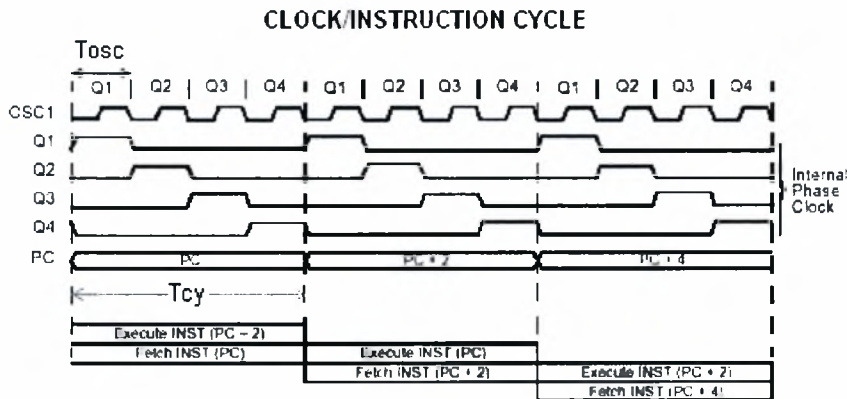 CLOCK/INSTRUCTION CYCLE
Tosc
Q1 | Q2 | Q3 | Q4 | Q1 | Q2 | Q3 | Q4 | Q1 | Q2 | Q3 | Q4
OSC1
Q1
Q2
Q3
Q4
Internal
Phase
Clock
PC
PC
PC + 2
PC + 4
Tcy
Execute INST (PC – 2)
Fetch INST (PC)
Execute INST (PC)
Fetch INST (PC + 2)
Execute INST (PC + 2)
Fetch INST (PC + 4)